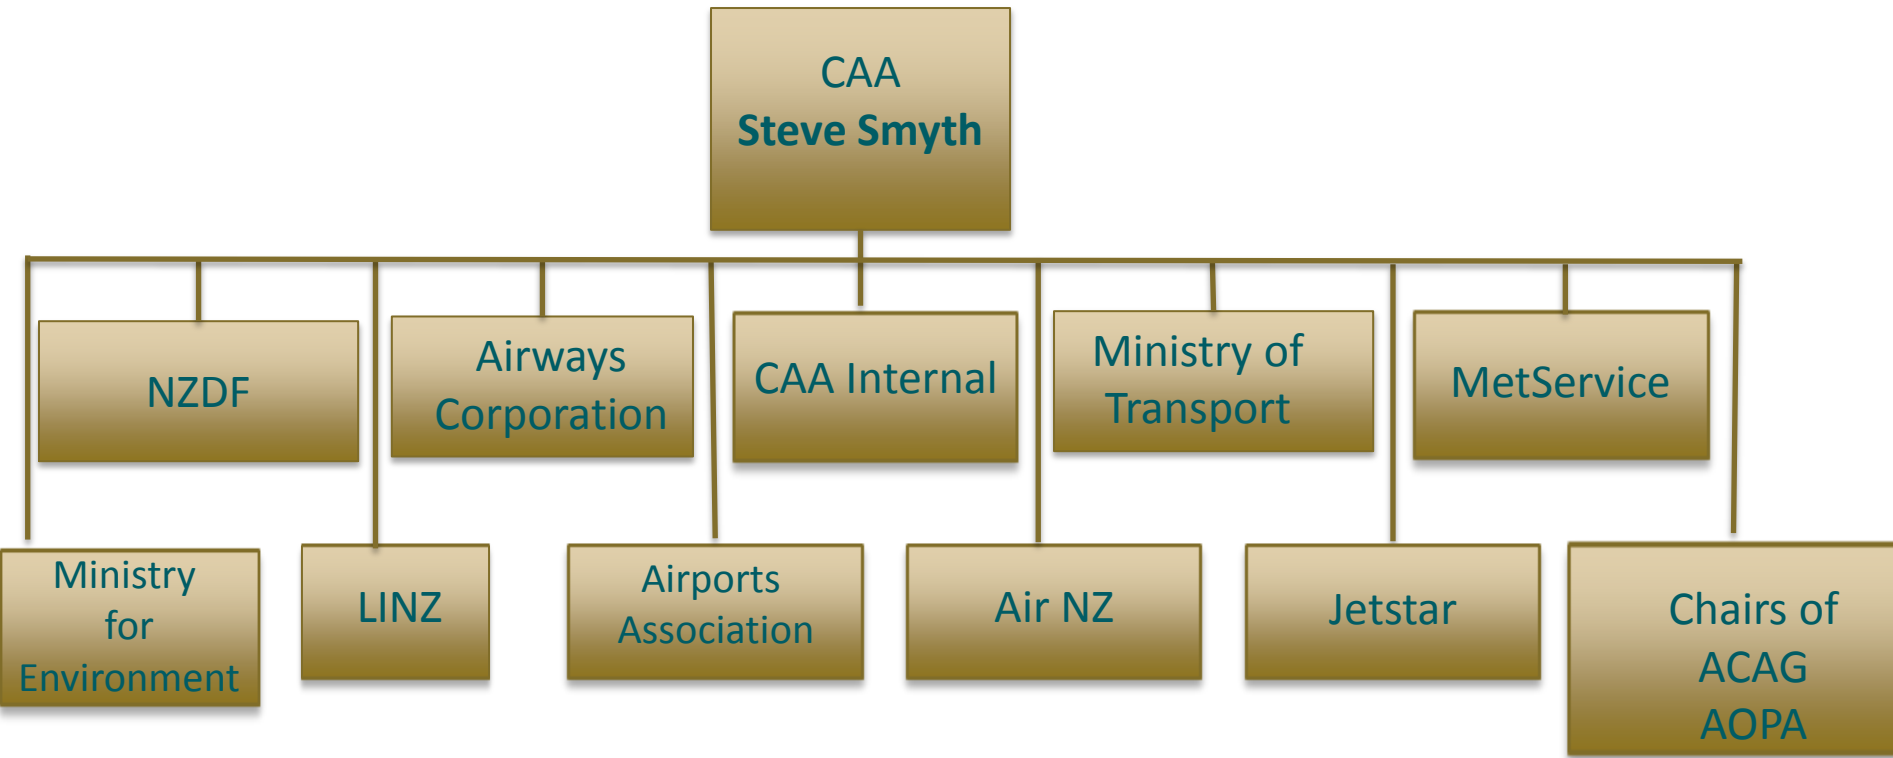 CAA
Steve Smyth
NZDF
Airways
Corporation
CAA Internal
Ministry of
Transport
MetService
Ministry
for
Environment
LINZ
Airports
Association
Air NZ
Jetstar
Chairs of
ACAG
AOPA